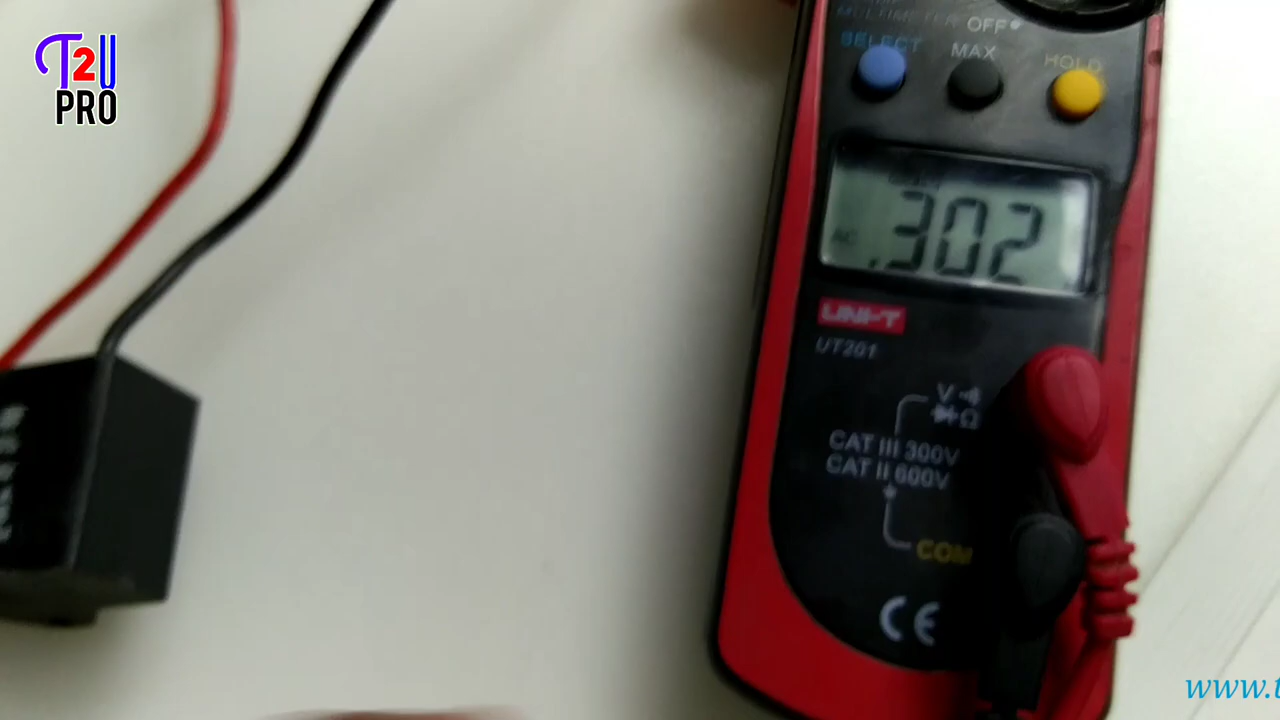 T2U
PRO
MULTIMETER
OFF
SELECT
MAX
HOLD
AC
.302
UNI-T
UT201
V
Ω
CAT III 300V
CAT II 600V
COM
CE
www.t